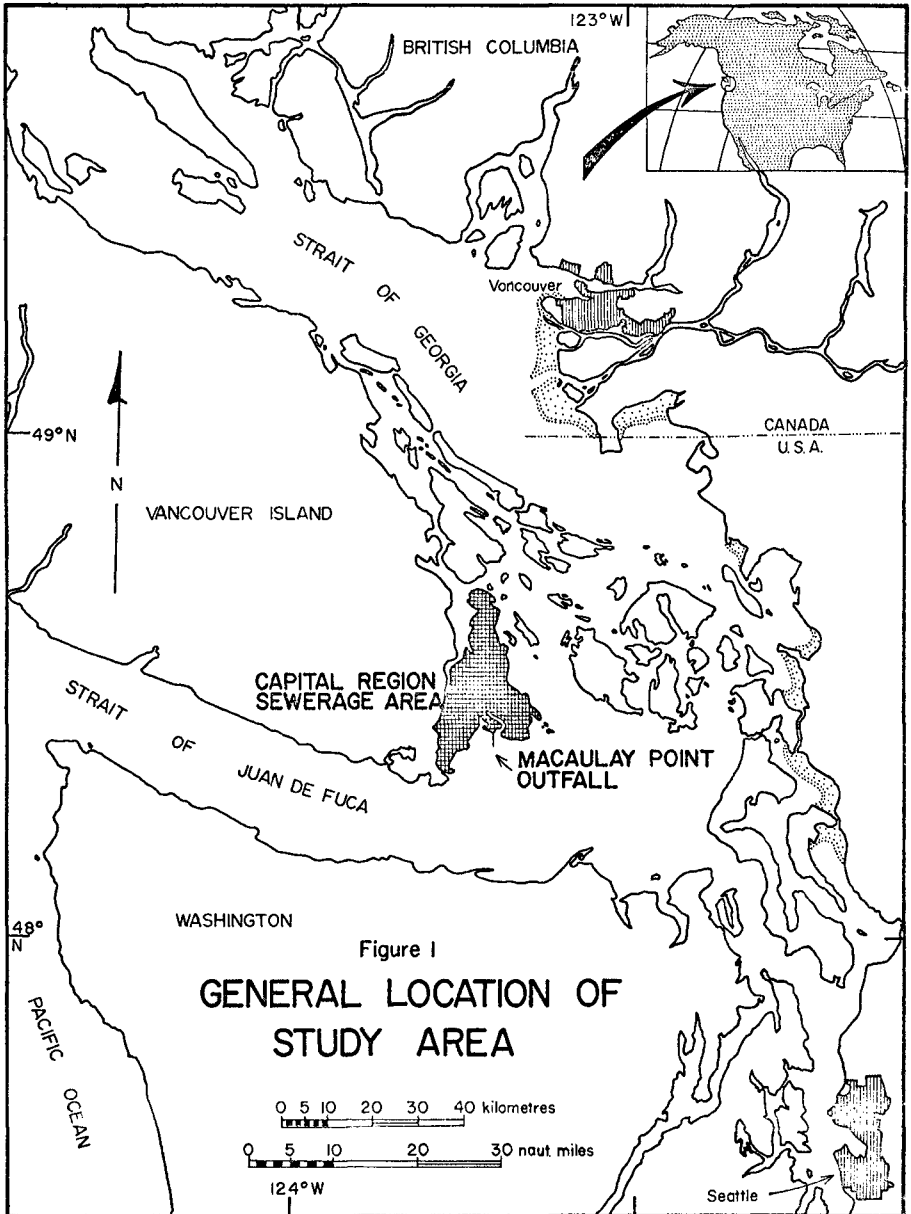 123°W
BRITISH COLUMBIA
STRAIT
OF
GEORGIA
Vancouver
49°N
CANADA
U.S.A.
N
VANCOUVER ISLAND
CAPITAL REGION
SEWERAGE AREA
STRAIT
OF
JUAN DE FUCA
MACAULAY POINT
OUTFALL
48°
N
WASHINGTON
PACIFIC
OCEAN
Figure 1
GENERAL LOCATION OF
STUDY AREA
0 5 10 20 30 40 kilometres
0 5 10 20 30 naut. miles
124°W
Seattle